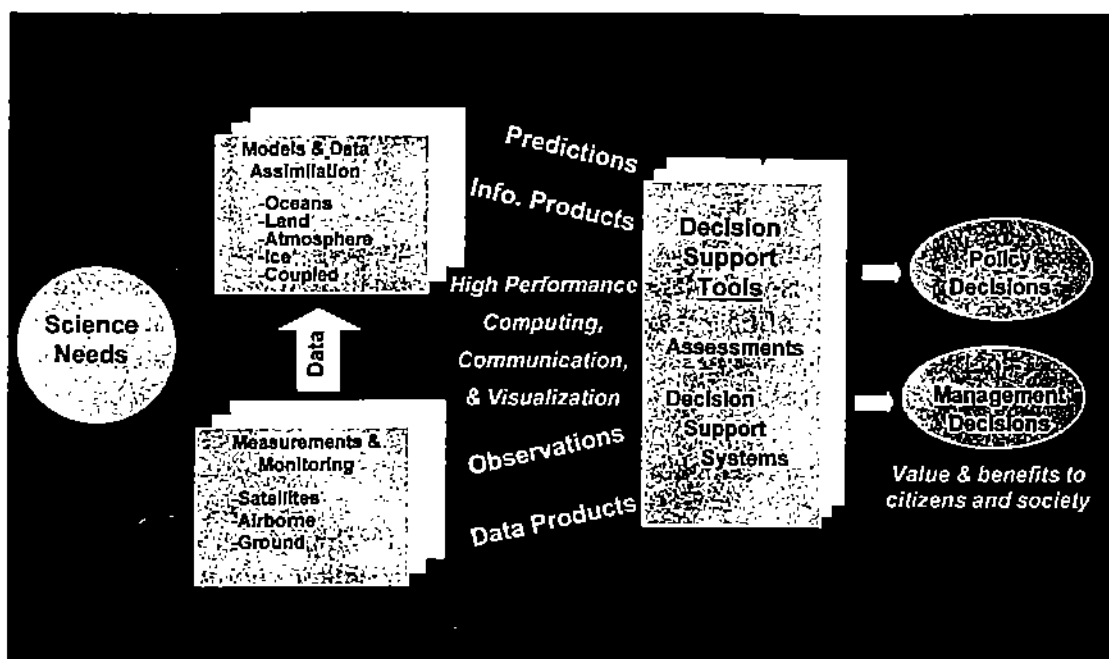 Science
Needs
Models & Data
Assimilation
-Oceans
-Land
-Atmosphere
-Ice
-Coupled
Data
Measurements &
Monitoring
-Satellites
-Airborne
-Ground
Predictions
Info. Products
High Performance
Computing,
Communication,
& Visualization
Observations
Data Products
Decision
Support
Tools
Assessments
Decision
Support
Systems
Policy
Decisions
Management
Decisions
Value & benefits to
citizens and society